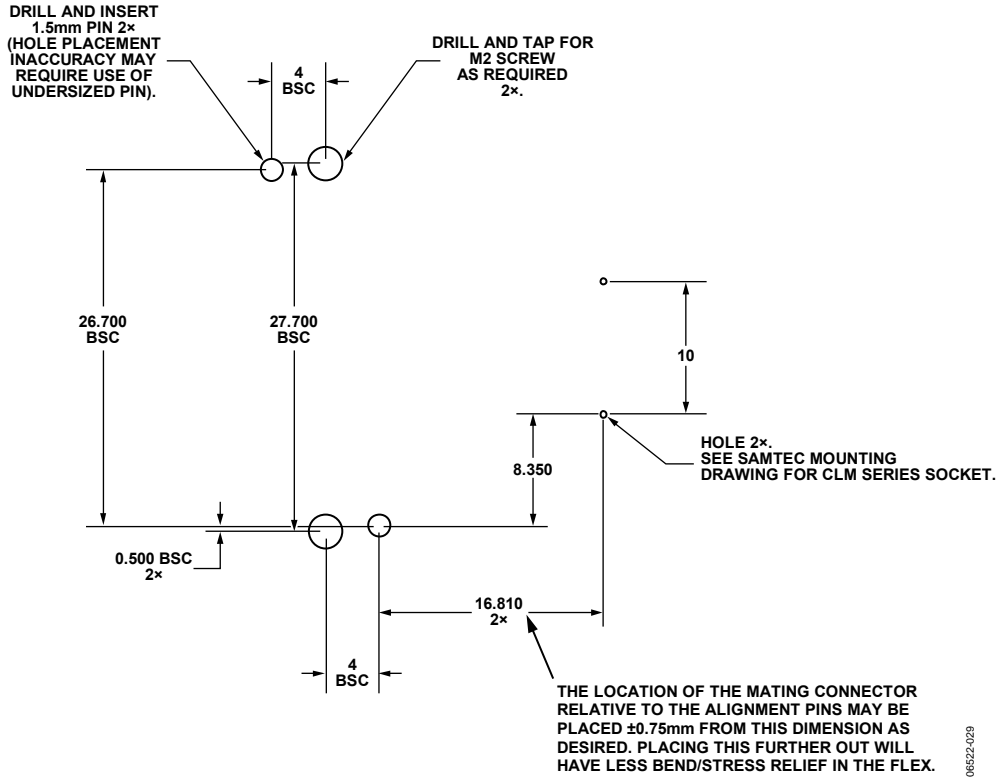 DRILL AND INSERT
1.5mm PIN 2×
(HOLE PLACEMENT
INACCURACY MAY
REQUIRE USE OF
UNDERSIZED PIN).
4
BSC
DRILL AND TAP FOR
M2 SCREW
AS REQUIRED
2×.
26.700
BSC
27.700
BSC
10
8.350
HOLE 2×.
SEE SAMTEC MOUNTING
DRAWING FOR CLM SERIES SOCKET.
0.500 BSC
2×
16.810
2×
4
BSC
THE LOCATION OF THE MATING CONNECTOR
RELATIVE TO THE ALIGNMENT PINS MAY BE
PLACED ±0.75mm FROM THIS DIMENSION AS
DESIRED. PLACING THIS FURTHER OUT WILL
HAVE LESS BEND/STRESS RELIEF IN THE FLEX.
06522-029